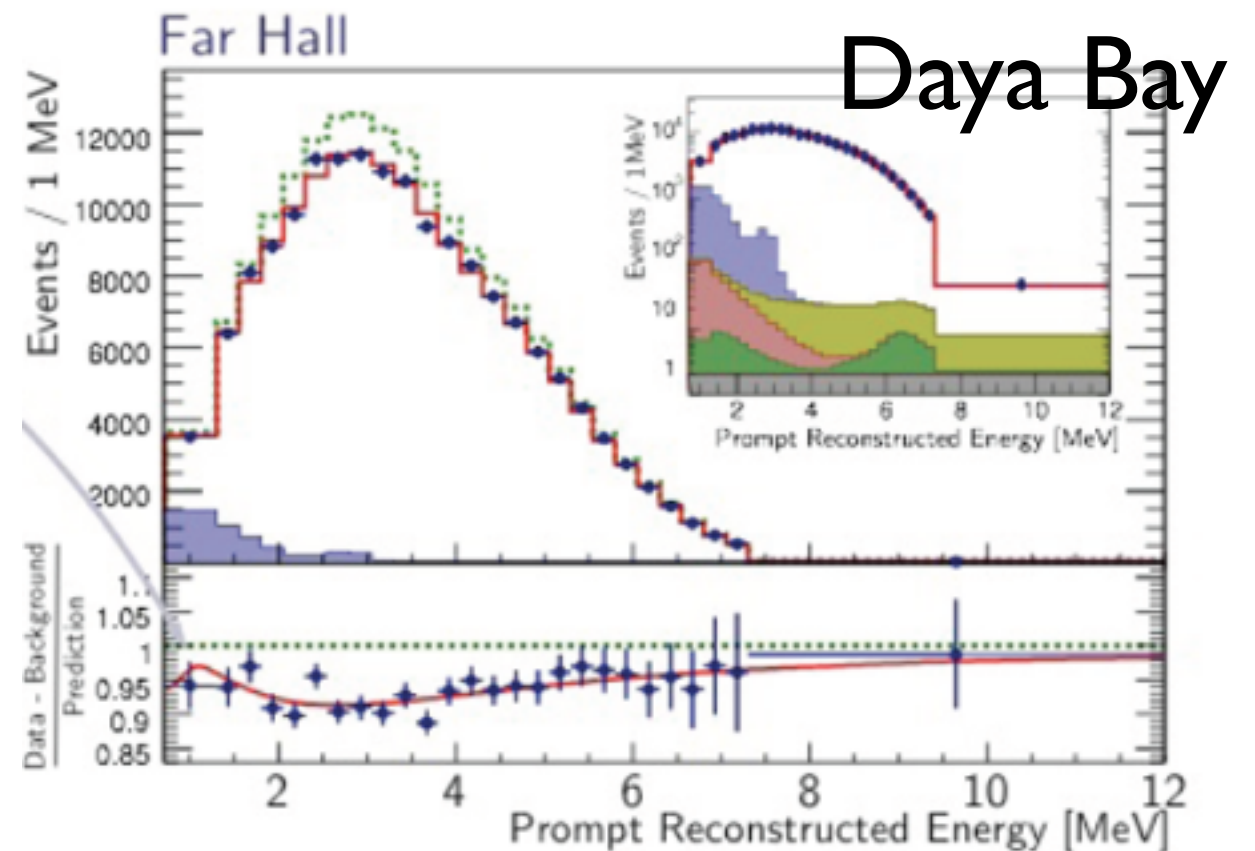 Far Hall
Daya Bay
Events / 1 MeV
12000
10000
8000
6000
4000
2000
Events / 1MeV
10⁴
10³
10²
10
1
2 4 6 8 10 12
Prompt Reconstructed Energy [MeV]
Data - Background
Prediction
1.1
1.05
1
0.95
0.9
0.85
2 4 6 8 10 12
Prompt Reconstructed Energy [MeV]